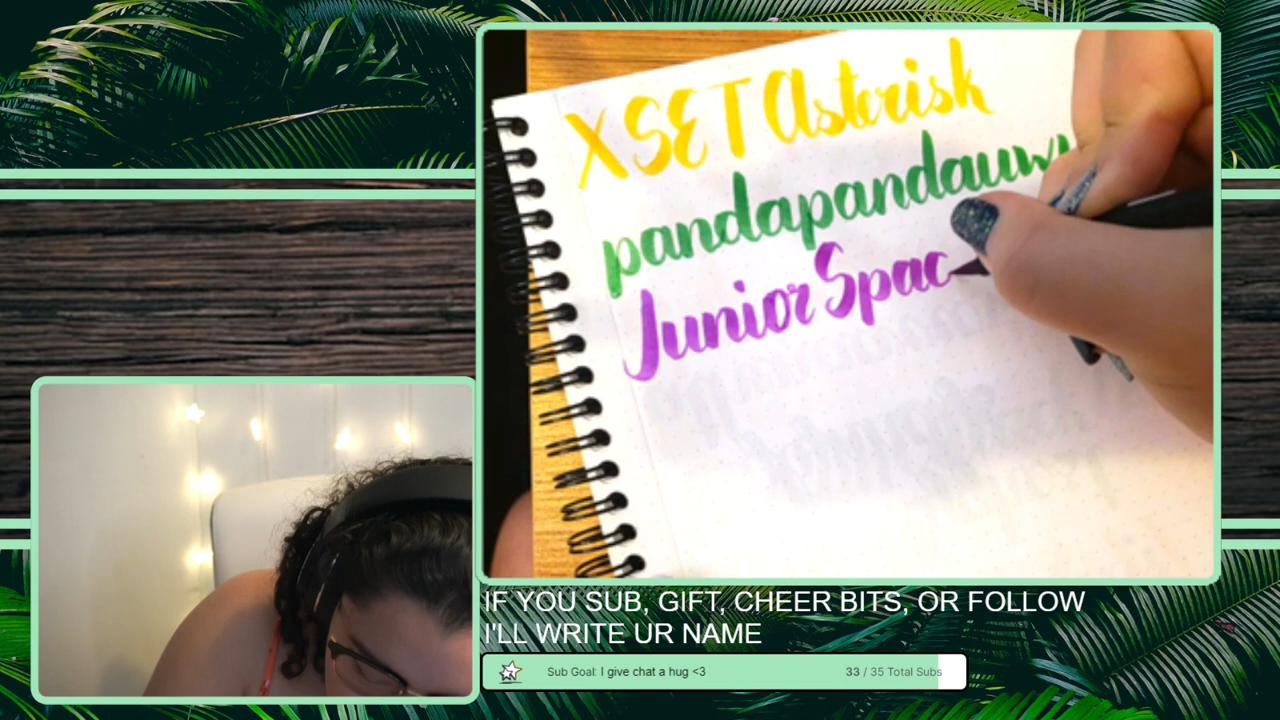 XSET Asterisk
pandapandauwu
Junior Spac
IF YOU SUB, GIFT, CHEER BITS, OR FOLLOW
I'LL WRITE UR NAME
Sub Goal: I give chat a hug <3
33 / 35 Total Subs